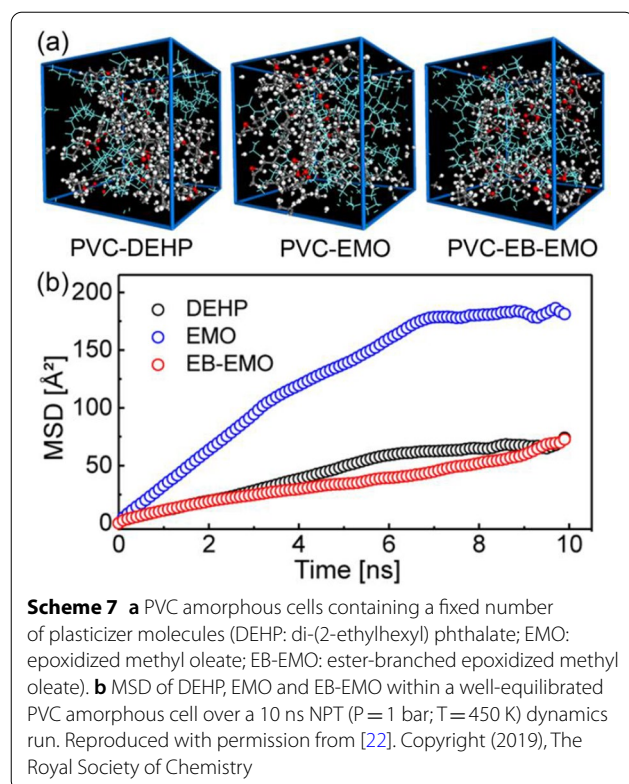 (a)
PVC-DEHP PVC-EMO PVC-EB-EMO
(b)
200
150
100
50
0
MSD [Å²]
DEHP
EMO
EB-EMO
0 2 4 6 8 10
Time [ns]
Scheme 7 a PVC amorphous cells containing a fixed number
of plasticizer molecules (DEHP: di-(2-ethylhexyl) phthalate; EMO:
epoxidized methyl oleate; EB-EMO: ester-branched epoxidized methyl
oleate). b MSD of DEHP, EMO and EB-EMO within a well-equilibrated
PVC amorphous cell over a 10 ns NPT (P = 1 bar; T = 450 K) dynamics
run. Reproduced with permission from [22]. Copyright (2019), The
Royal Society of Chemistry